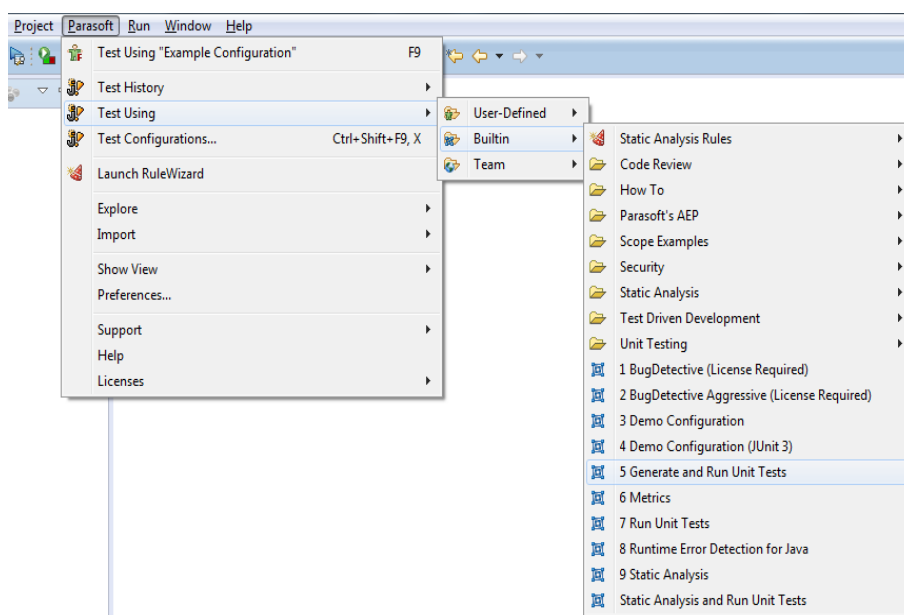 Project Parasoft Run Window Help
Test Using "Example Configuration" F9
Test History
Test Using
Test Configurations... Ctrl+Shift+F9, X
Launch RuleWizard
Explore
Import
Show View
Preferences...
Support
Help
Licenses
User-Defined
Builtin
Team
Static Analysis Rules
Code Review
How To
Parasoft's AEP
Scope Examples
Security
Static Analysis
Test Driven Development
Unit Testing
1 BugDetective (License Required)
2 BugDetective Aggressive (License Required)
3 Demo Configuration
4 Demo Configuration (JUnit 3)
5 Generate and Run Unit Tests
6 Metrics
7 Run Unit Tests
8 Runtime Error Detection for Java
9 Static Analysis
Static Analysis and Run Unit Tests